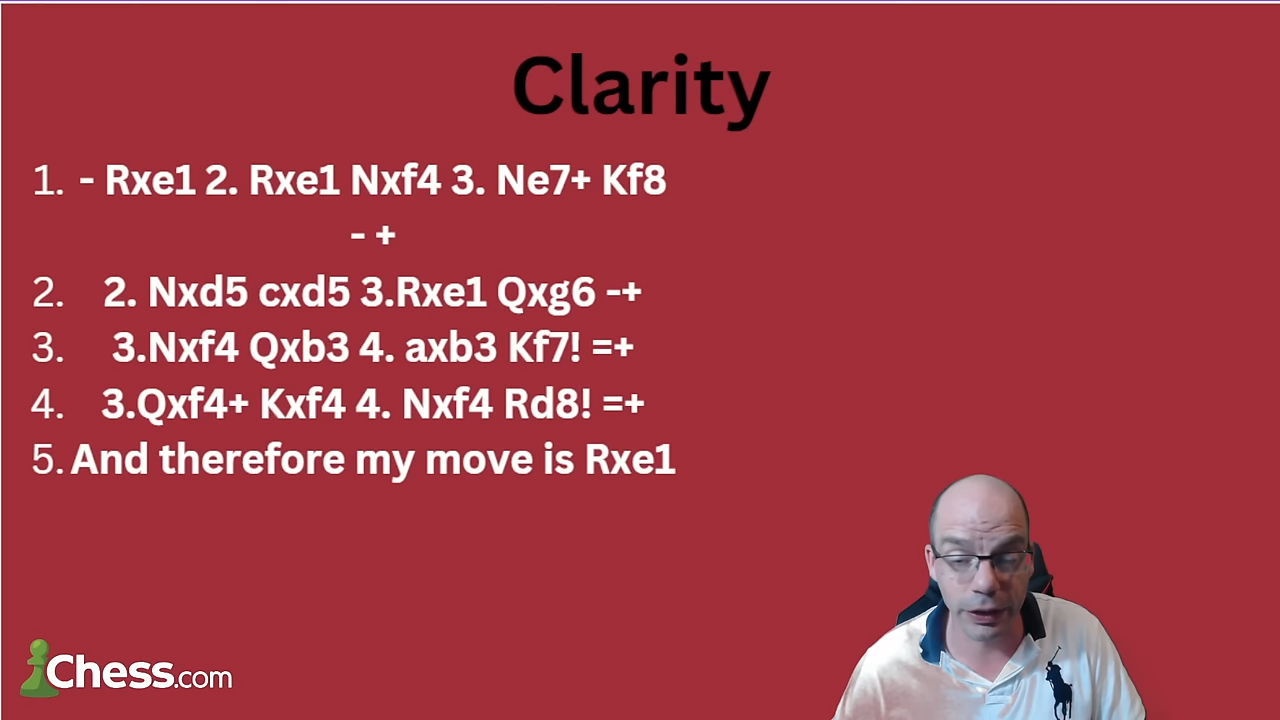 Clarity
1. - Rxe1 2. Rxe1 Nxf4 3. Ne7+ Kf8
- +
2. 2. Nxd5 cxd5 3.Rxe1 Qxg6 -+
3. 3.Nxf4 Qxb3 4. axb3 Kf7! =+
4. 3.Qxf4+ Kxf4 4. Nxf4 Rd8! =+
5. And therefore my move is Rxe1
Chess.com